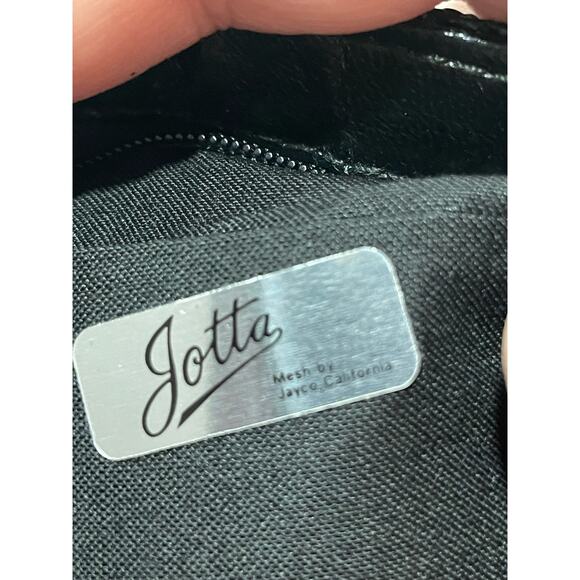 Jotta
Mesh by
Jayco, California